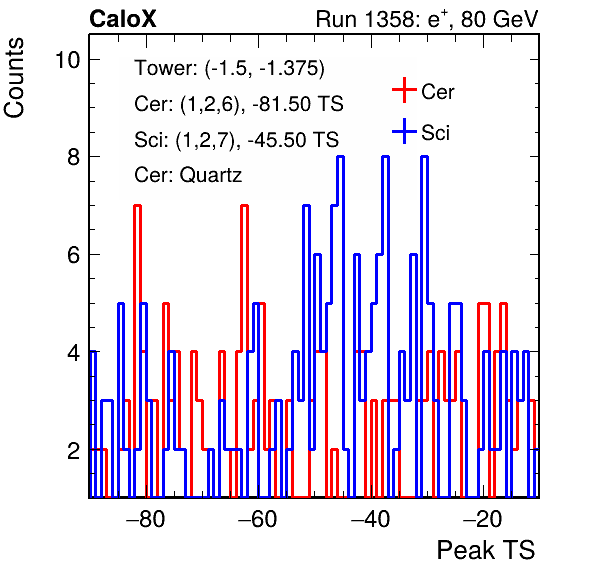 CaloX Run 1358: e⁺, 80 GeV
Counts
Tower: (-1.5, -1.375)
Cer: (1,2,6), -81.50 TS
Sci: (1,2,7), -45.50 TS
Cer: Quartz
Cer
Sci
10
8
6
4
2
−80 −60 −40 −20
Peak TS